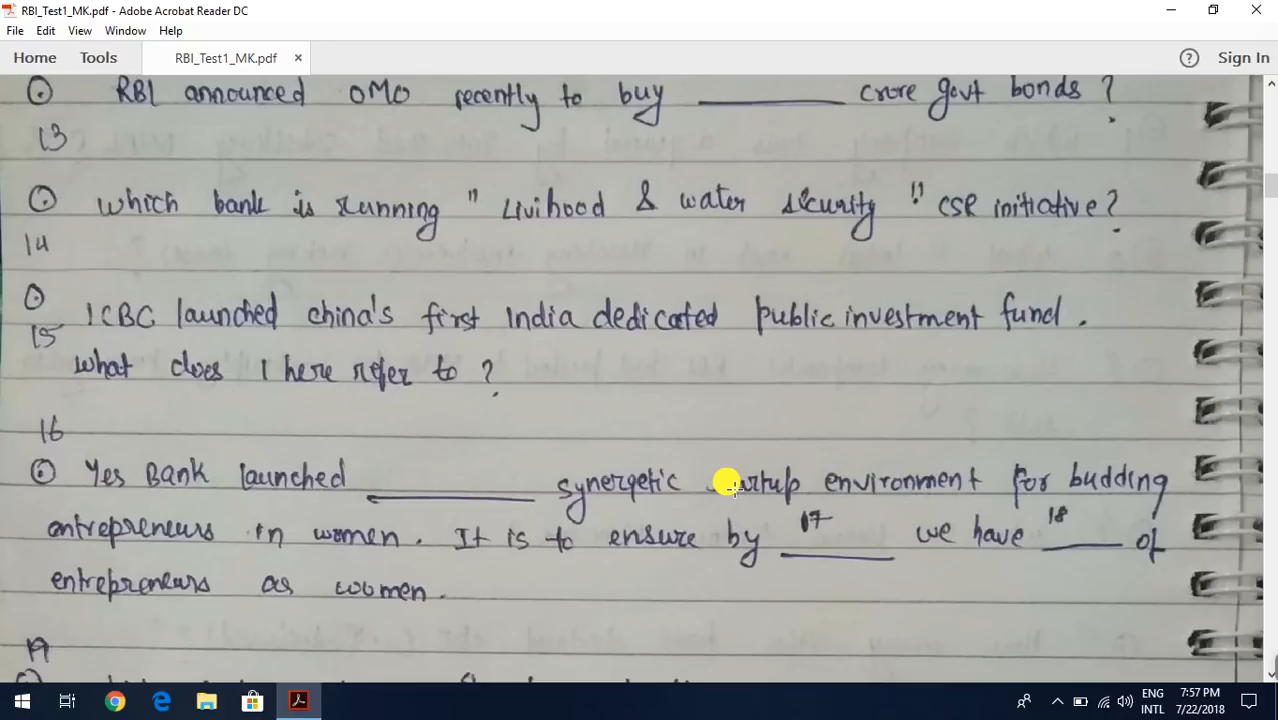 RBI_Test1_MK.pdf - Adobe Acrobat Reader DC
File Edit View Window Help
Home Tools RBI_Test1_MK.pdf × ? Sign In
RBI announced OMO recently to buy ______ crore govt bonds ?
13
Which bank is running " Livihood & water security " CSR initiative?
14
ICBC launched china's first India dedicated public investment fund.
15
what does I here refer to ?
16
Yes Bank launched ______ synergetic startup environment for budding
entrepreneurs in women. It is to ensure by 17 ______ we have 18 ______ of
entrepreneurs as women.
19
ENG 7:57 PM
INTL 7/22/2018